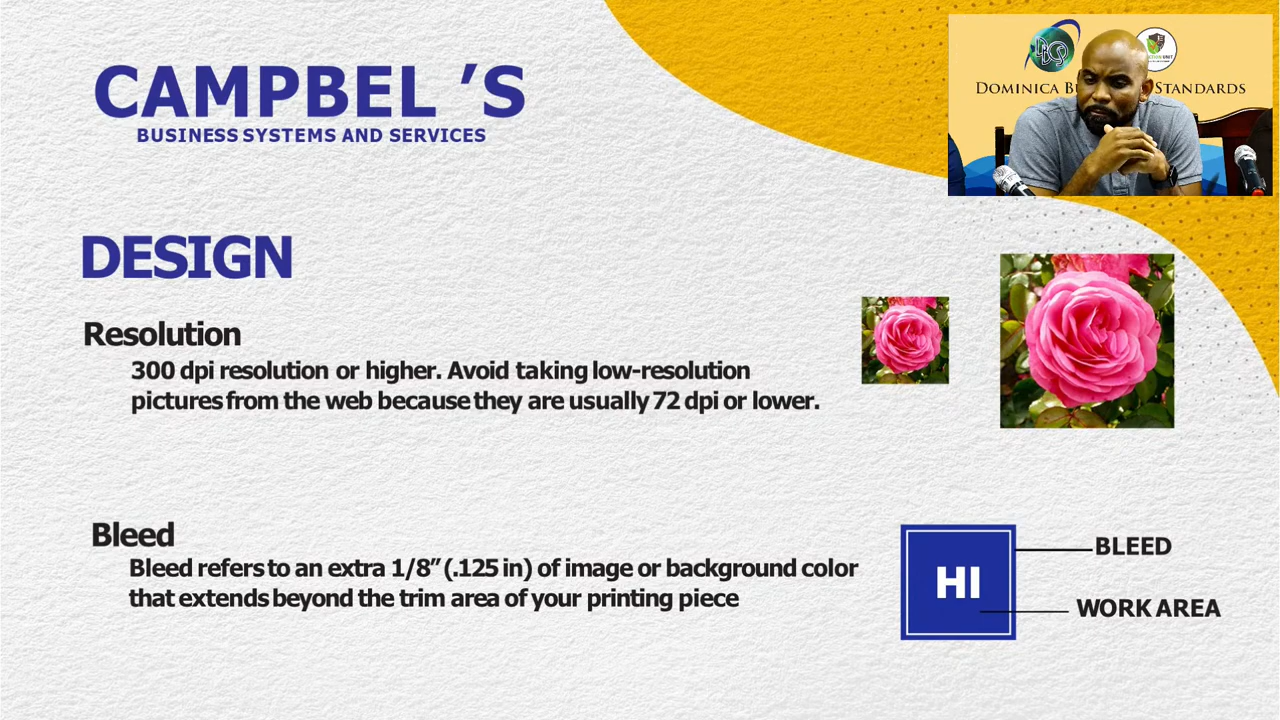 CAMPBEL 'S
BUSINESS SYSTEMS AND SERVICES
DOMINICA B STANDARDS
DESIGN
Resolution
300 dpi resolution or higher. Avoid taking low-resolution
pictures from the web because they are usually 72 dpi or lower.
Bleed
Bleed refers to an extra 1/8” (.125 in) of image or background color
that extends beyond the trim area of your printing piece
HI
BLEED
WORK AREA